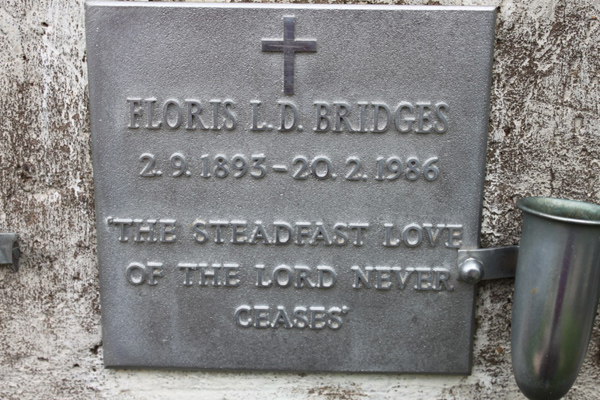 FLORIS L.D. BRIDGES
2.9.1893-20.2.1986
'THE STEADFAST LOVE
OF THE LORD NEVER
CEASES'